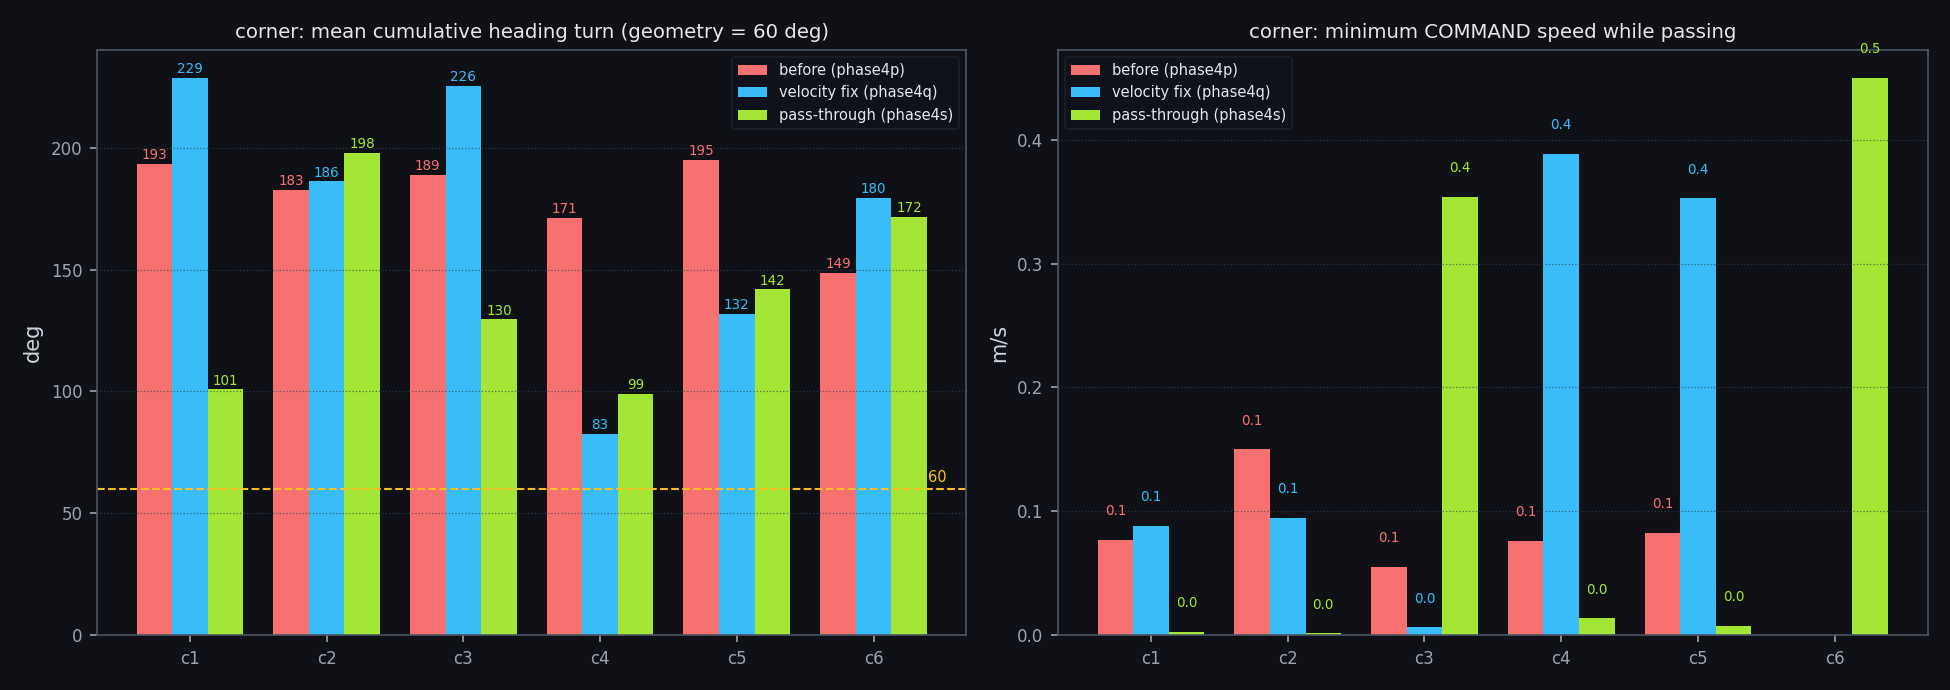 corner: mean cumulative heading turn (geometry = 60 deg)
before (phase4p)
velocity fix (phase4q)
pass-through (phase4s)
deg
200
150
100
50
0
193
229
101
183
186
198
189
226
130
171
83
99
195
132
142
149
180
172
60
c1
c2
c3
c4
c5
c6
corner: minimum COMMAND speed while passing
before (phase4p)
velocity fix (phase4q)
pass-through (phase4s)
m/s
0.4
0.3
0.2
0.1
0.0
0.1
0.1
0.0
0.1
0.1
0.0
0.1
0.0
0.4
0.1
0.4
0.0
0.1
0.4
0.0
0.5
c1
c2
c3
c4
c5
c6